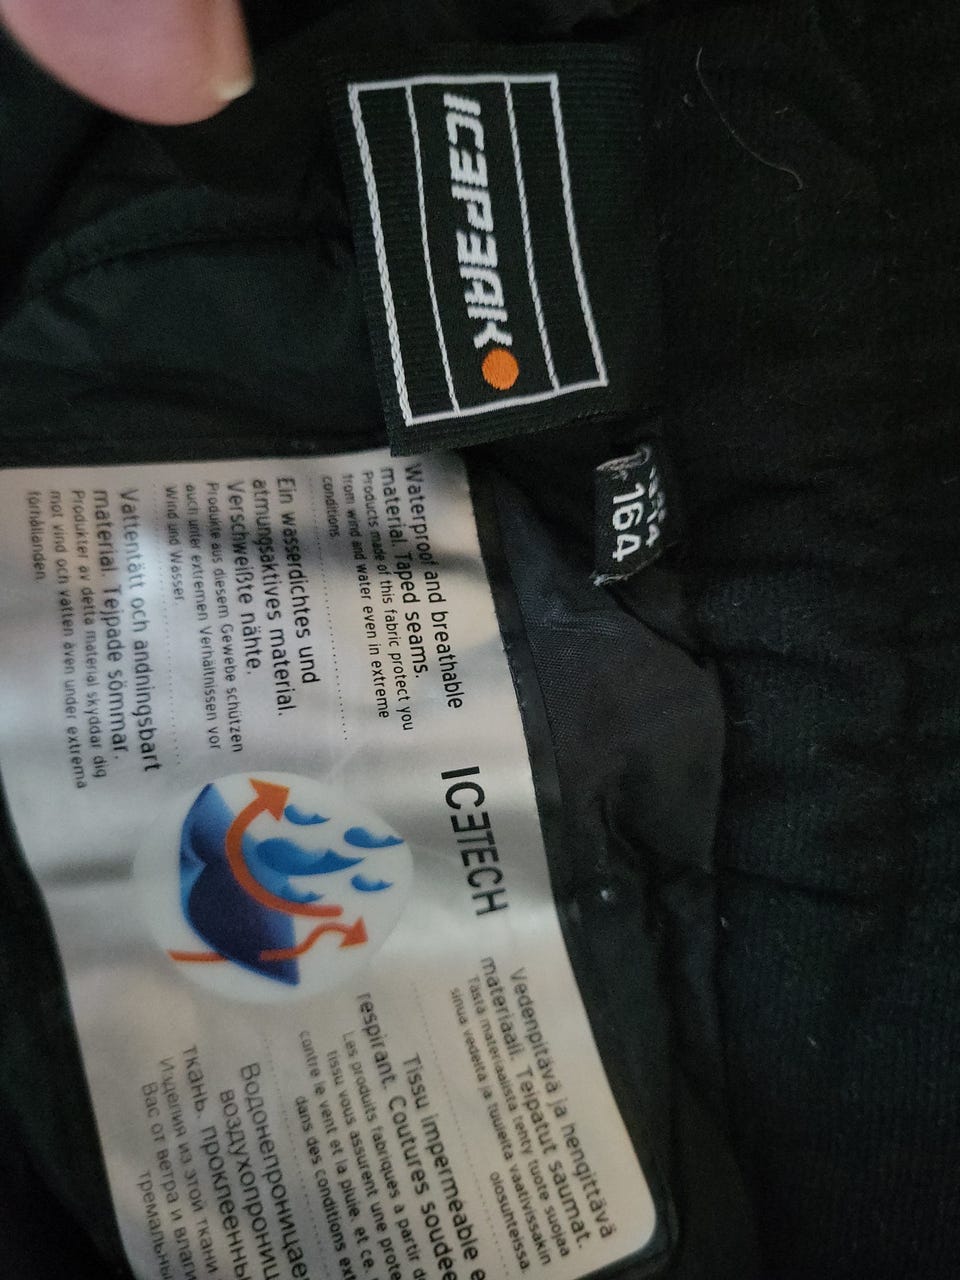 ICEPEAK
164
Waterproof and breathable
material. Taped seams.
Products made of this fabric protect you
from wind and water even in extreme
conditions.
Ein wasserdichtes und
atmungsaktives material.
Verschweißte nähte.
Produkte aus diesem Gewebe schützen
auch unter extremen Verhältnissen vor
Wind und Wasser.
Vattentätt och andningsbart
material. Tejpade sömmar.
Produkter av detta material skyddar dig
mot vind och vatten även under extrema
förhållanden.
ICETECH
Vedenpitävä ja hengittävä
materiaali. Teipatut saumat.
Tästä materiaalista tehty tuote suojaa
sinua vedeltä ja tuulelta vaativissakin
olosuhteissa.
Tissu imperméable e
respirant. Coutures soudée
Les produits fabriqués a partir d
tissu vous assurent une prote
contre le vent et la pluie, et ce,
dans des conditions ext
Водонепроницае
воздухопрониц
ткань, проклеенны
Изделия из этой ткани
Вас от ветра и влаги
тремальны